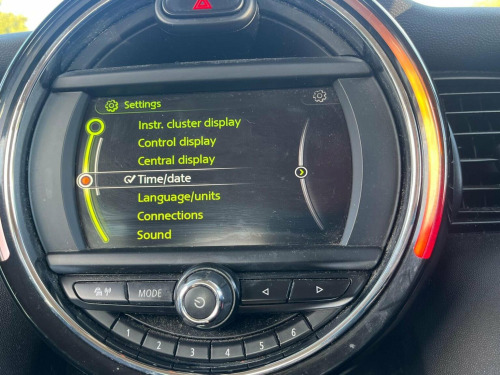 Settings
Instr. cluster display
Control display
Central display
Time/date
Language/units
Connections
Sound
MODE
1 2 3 4 5 6